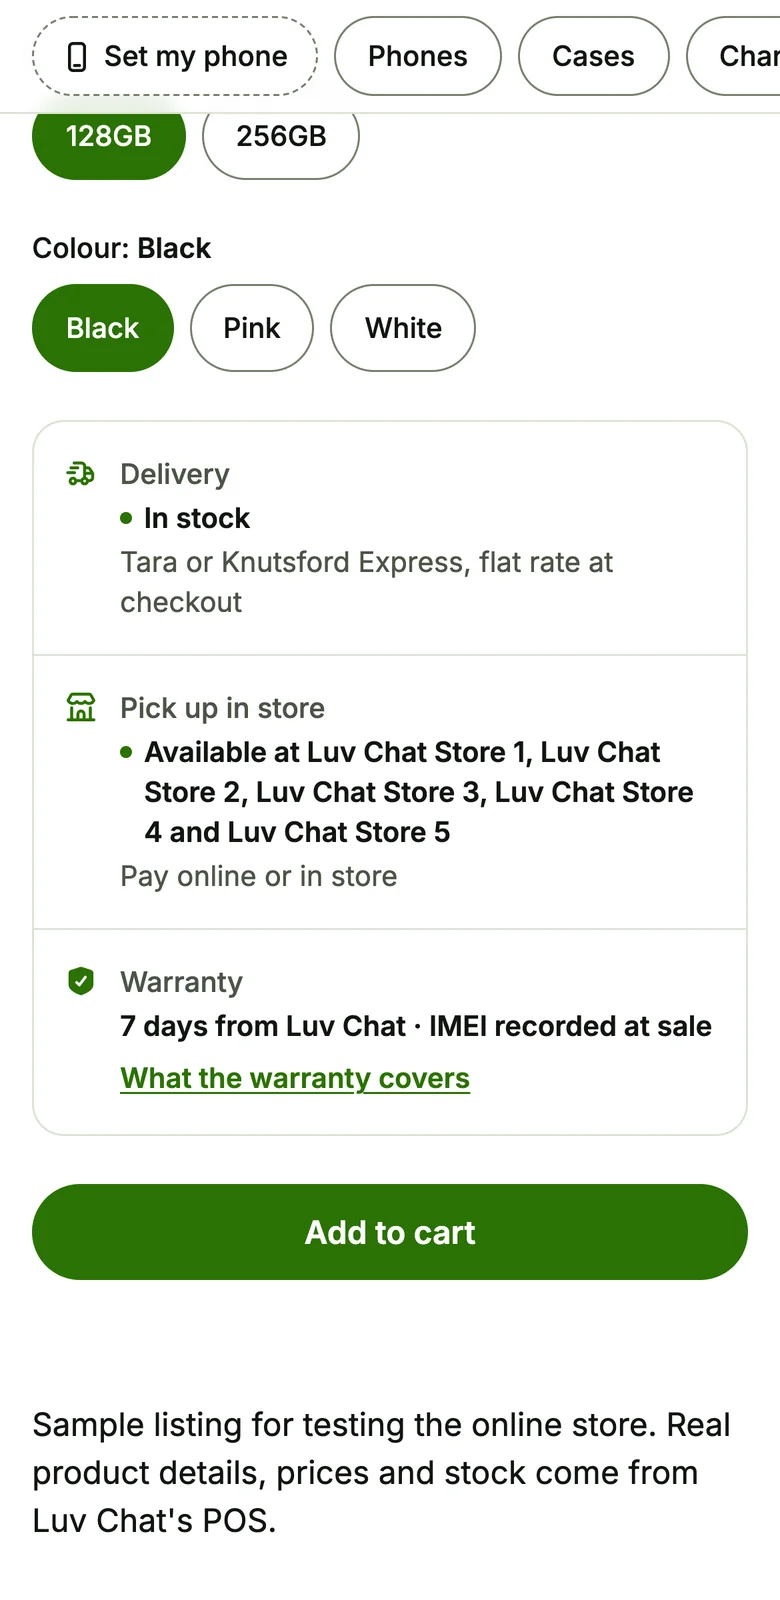 Set my phone
Phones
Cases
128GB
256GB
Colour: Black
Black
Pink
White
Delivery
In stock
Tara or Knutsford Express, flat rate at
checkout
Pick up in store
Available at Luv Chat Store 1, Luv Chat
Store 2, Luv Chat Store 3, Luv Chat Store
4 and Luv Chat Store 5
Pay online or in store
Warranty
7 days from Luv Chat · IMEI recorded at sale
What the warranty covers
Add to cart
Sample listing for testing the online store. Real
product details, prices and stock come from
Luv Chat's POS.